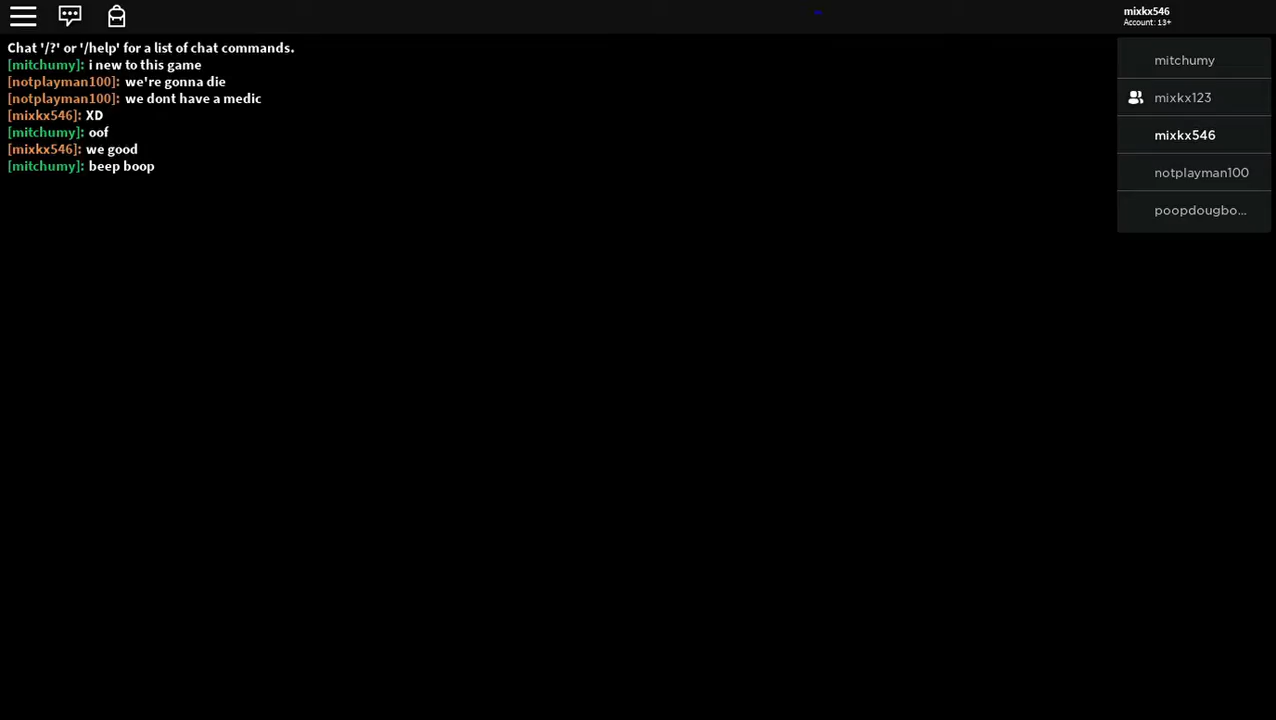 mixkx546
Account: 13+
Chat '/?' or '/help' for a list of chat commands.
[mitchumy]: i new to this game
[notplayman100]: we're gonna die
[notplayman100]: we dont have a medic
[mixkx546]: XD
[mitchumy]: oof
[mixkx546]: we good
[mitchumy]: beep boop
mitchumy
mixkx123
mixkx546
notplayman100
poopdougbo...